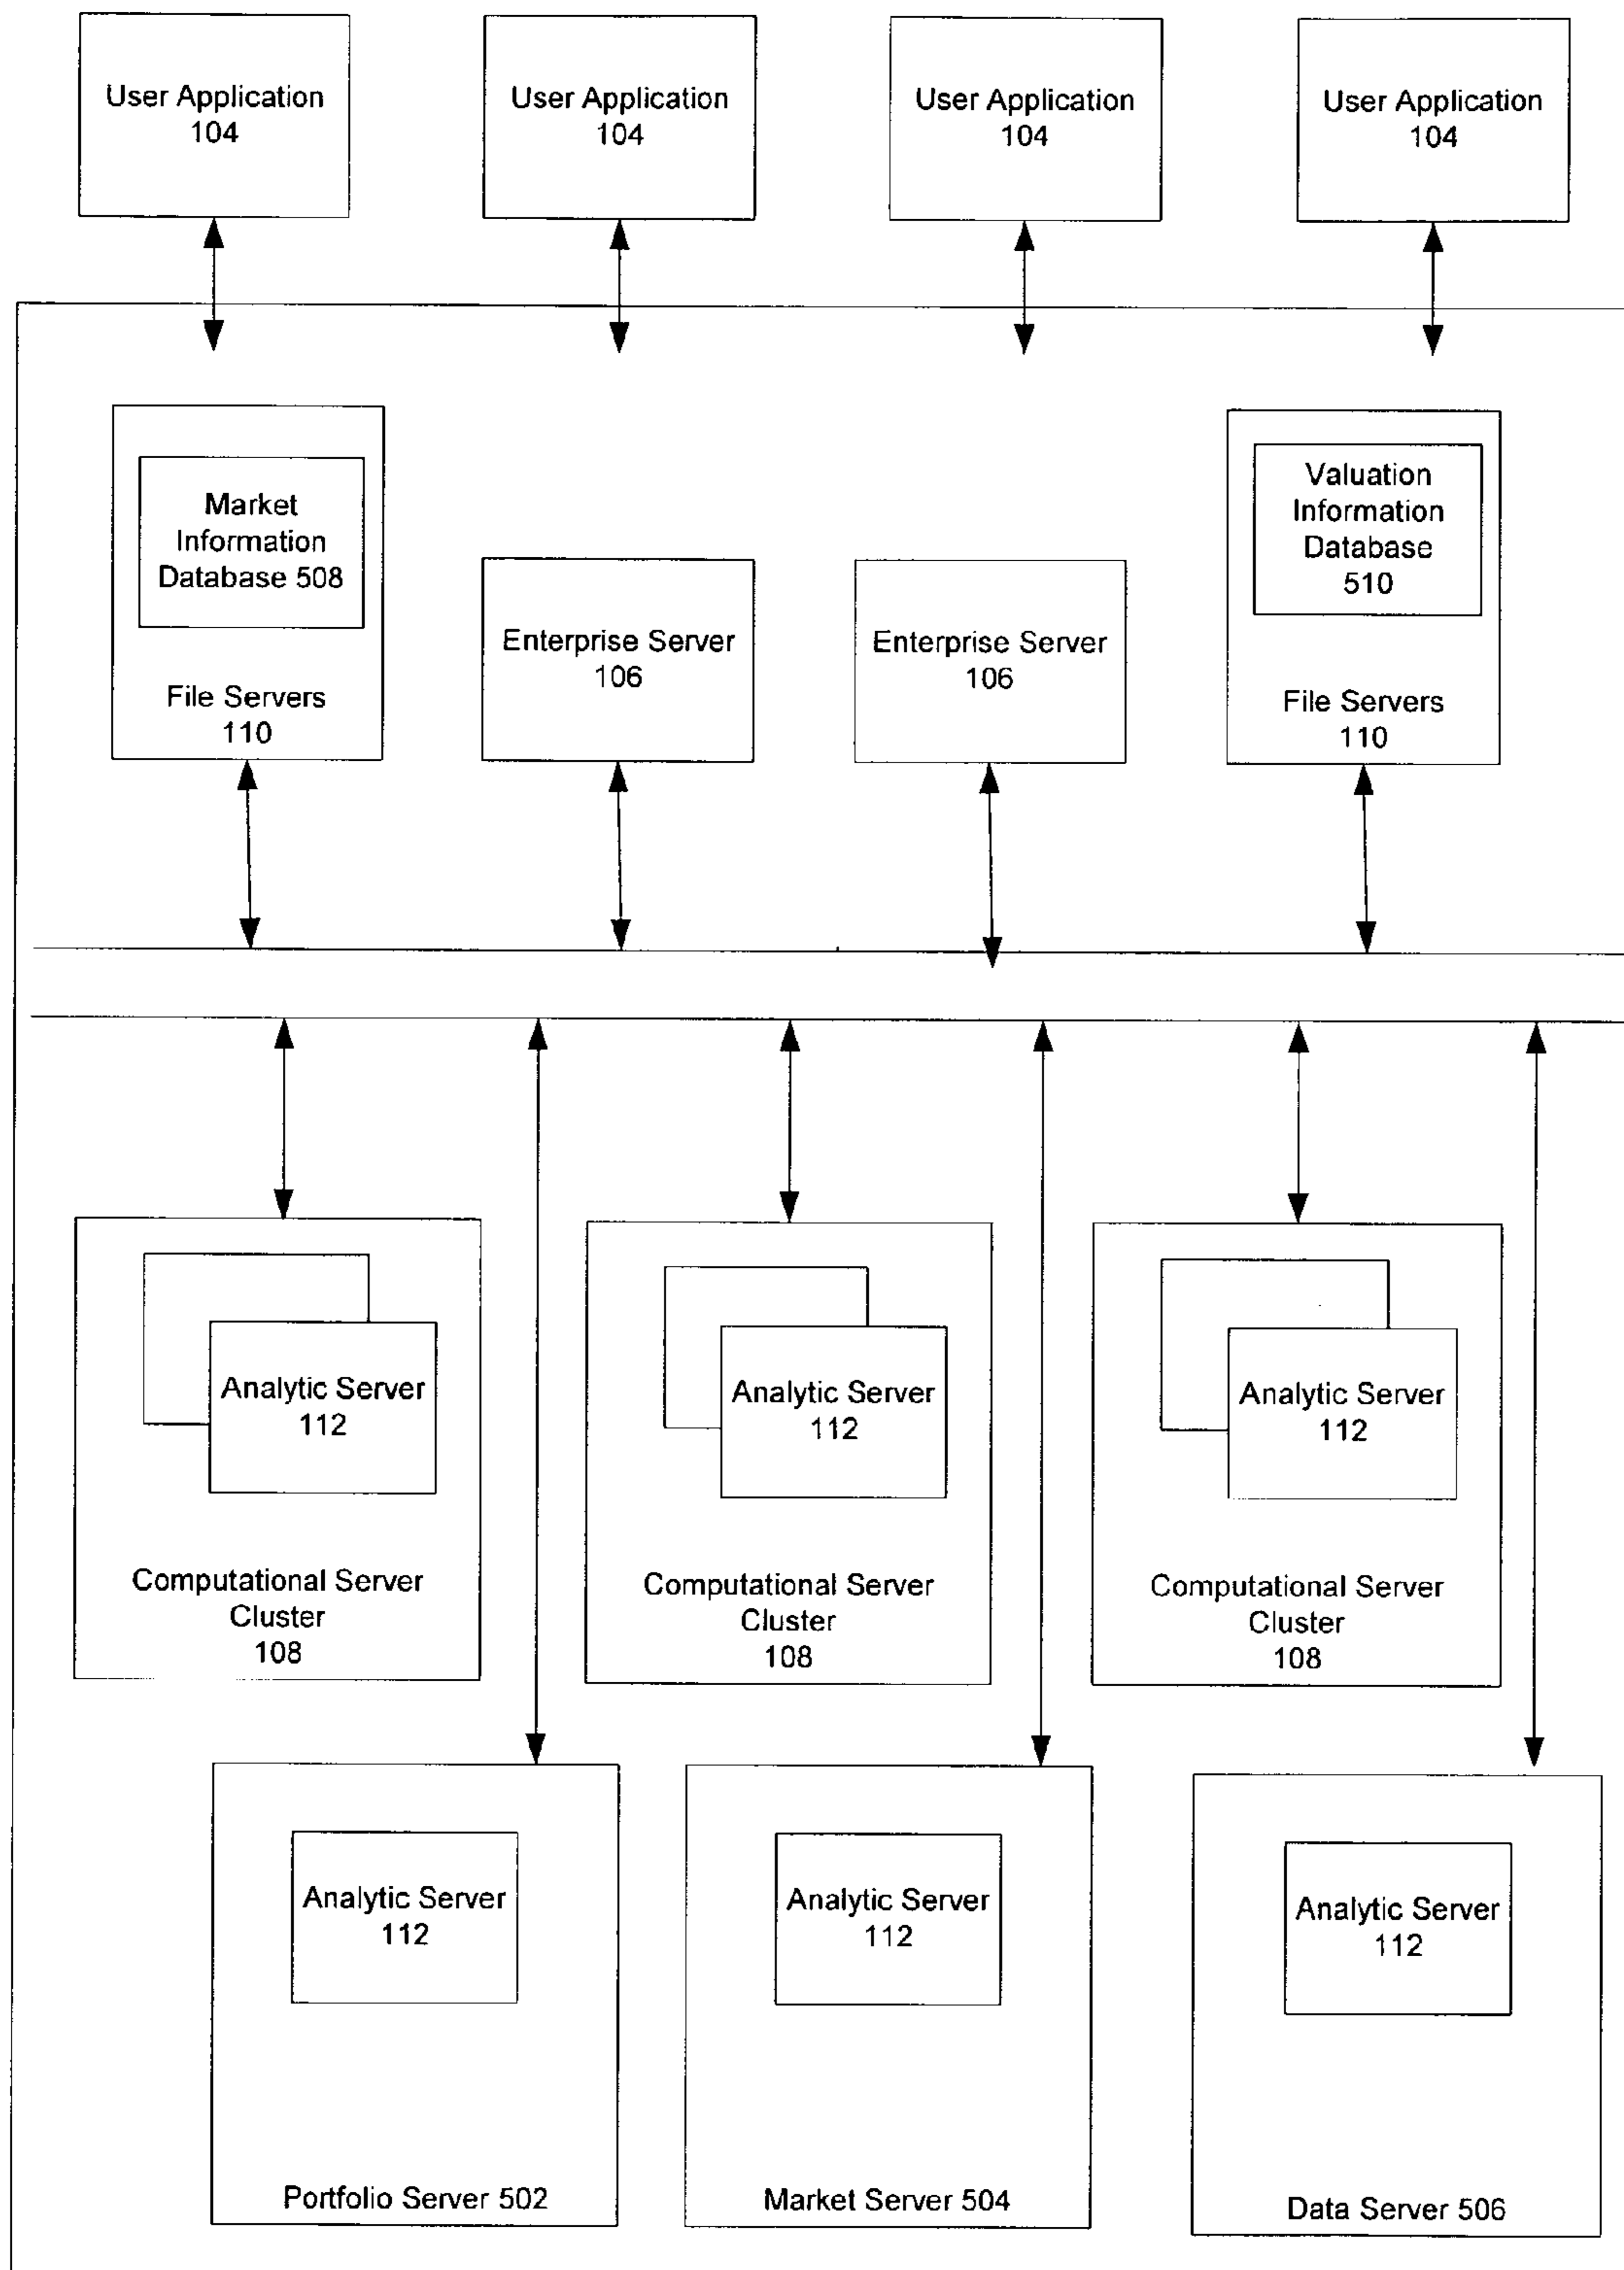 User Application
104
User Application
104
User Application
104
User Application
104
Market
Information
Database 508
File Servers
110
Enterprise Server
106
Enterprise Server
106
Valuation
Information
Database
510
File Servers
110
Analytic Server
112
Computational Server
Cluster
108
Analytic Server
112
Computational Server
Cluster
108
Analytic Server
112
Computational Server
Cluster
108
Analytic Server
112
Portfolio Server 502
Analytic Server
112
Market Server 504
Analytic Server
112
Data Server 506